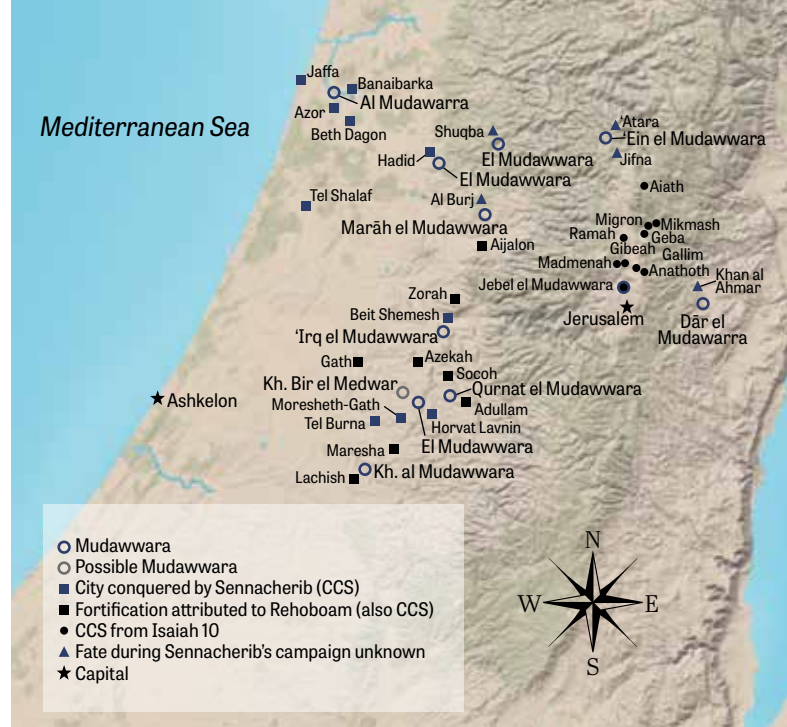 Jaffa
Banaibarka
Al Mudawarra
Azor
Beth Dagon
Mediterranean Sea
Shuqba
El Mudawwara
‘Atara
‘Ein el Mudawwara
Jifna
Hadid
El Mudawwara
Aiath
Al Burj
Tel Shalaf
Marāh el Mudawwara
Migron
Mikmash
Ramah
Geba
Aijalon
Gibeah
Gallim
Madmenah
Anathoth
Khan al
Ahmar
Jebel el Mudawwara
Zorah
Jerusalem
Dār el
Mudawarra
Beit Shemesh
‘Irq el Mudawwara
Gath
Azekah
Socoh
Kh. Bir el Medwar
Qurnat el Mudawwara
Ashkelon
Moresheth-Gath
Adullam
Tel Burna
Horvat Lavnin
El Mudawwara
Maresha
Kh. al Mudawwara
Lachish
Mudawwara
Possible Mudawwara
City conquered by Sennacherib (CCS)
Fortification attributed to Rehoboam (also CCS)
CCS from Isaiah 10
Fate during Sennacherib’s campaign unknown
Capital
N
W
E
S